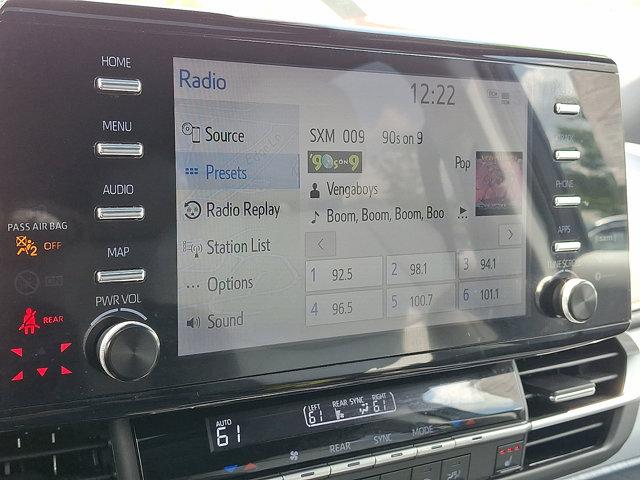 HOME
MENU
AUDIO
MAP
PWR VOL
PASS AIR BAG
2 OFF
REAR
Radio
12:22
Source
Presets
Radio Replay
Station List
Options
Sound
SXM 009 90s on 9
'90s ON 9
Pop
Vengaboys
Boom, Boom, Boom, Boo
1 92.5
2 98.1
3 94.1
4 96.5
5 100.7
6 101.1
PHONE
APPS
TUNE SCROLL
AUTO
61
LEFT REAR SYNC RIGHT
61 61
REAR SYNC MODE